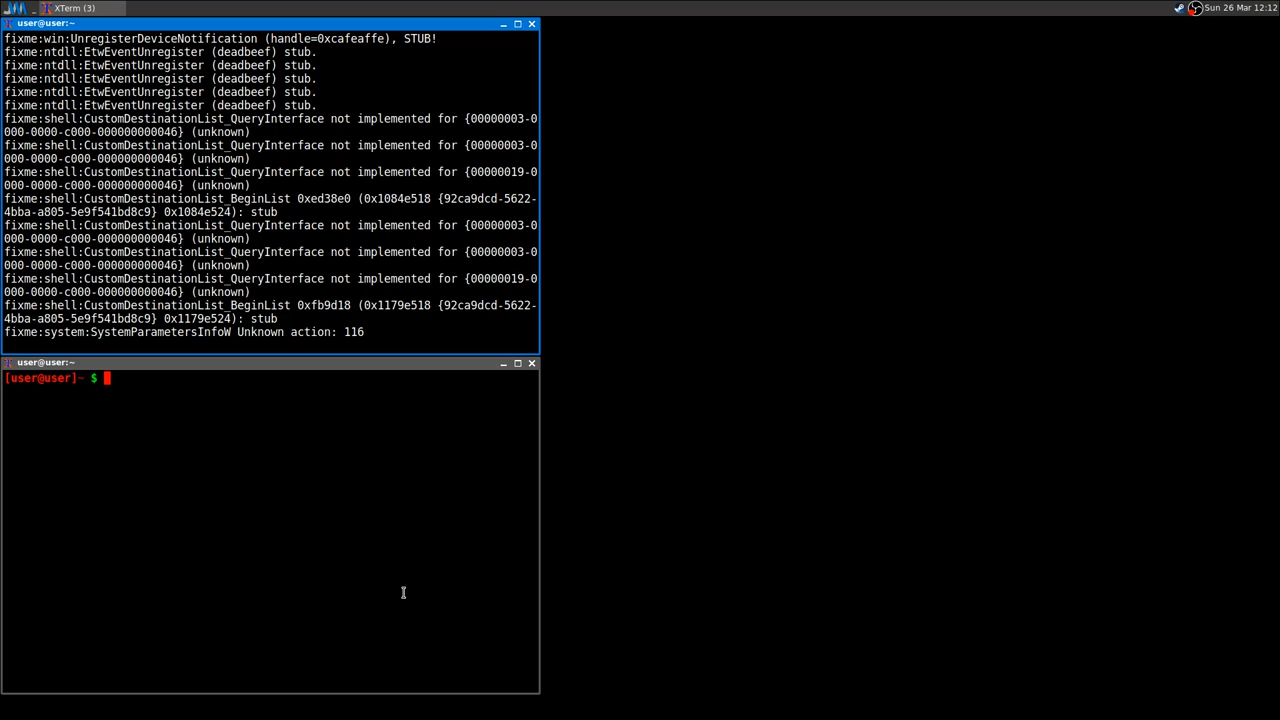 _ XTerm (3)
Sun 26 Mar 12:12
user@user:~
fixme:win:UnregisterDeviceNotification (handle=0xcafeaffe), STUB!
fixme:ntdll:EtwEventUnregister (deadbeef) stub.
fixme:ntdll:EtwEventUnregister (deadbeef) stub.
fixme:ntdll:EtwEventUnregister (deadbeef) stub.
fixme:ntdll:EtwEventUnregister (deadbeef) stub.
fixme:ntdll:EtwEventUnregister (deadbeef) stub.
fixme:shell:CustomDestinationList_QueryInterface not implemented for {00000003-0
000-0000-c000-000000000046} (unknown)
fixme:shell:CustomDestinationList_QueryInterface not implemented for {00000003-0
000-0000-c000-000000000046} (unknown)
fixme:shell:CustomDestinationList_QueryInterface not implemented for {00000019-0
000-0000-c000-000000000046} (unknown)
fixme:shell:CustomDestinationList_BeginList 0xed38e0 (0x1084e518 {92ca9dcd-5622-
4bba-a805-5e9f541bd8c9} 0x1084e524): stub
fixme:shell:CustomDestinationList_QueryInterface not implemented for {00000003-0
000-0000-c000-000000000046} (unknown)
fixme:shell:CustomDestinationList_QueryInterface not implemented for {00000003-0
000-0000-c000-000000000046} (unknown)
fixme:shell:CustomDestinationList_QueryInterface not implemented for {00000019-0
000-0000-c000-000000000046} (unknown)
fixme:shell:CustomDestinationList_BeginList 0xfb9d18 (0x1179e518 {92ca9dcd-5622-
4bba-a805-5e9f541bd8c9} 0x1179e524): stub
fixme:system:SystemParametersInfoW Unknown action: 116
user@user:~
[user@user]~ $